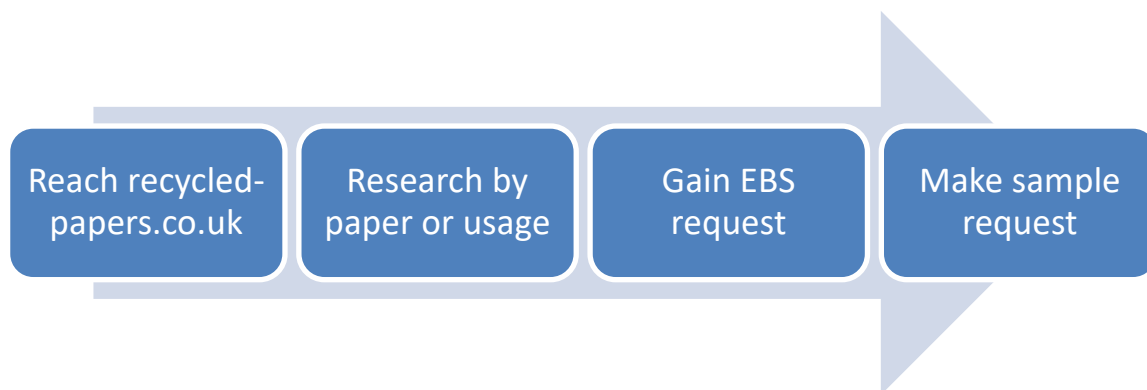 Reach recycled-
papers.co.uk
Research by
paper or usage
Gain EBS
request
Make sample
request